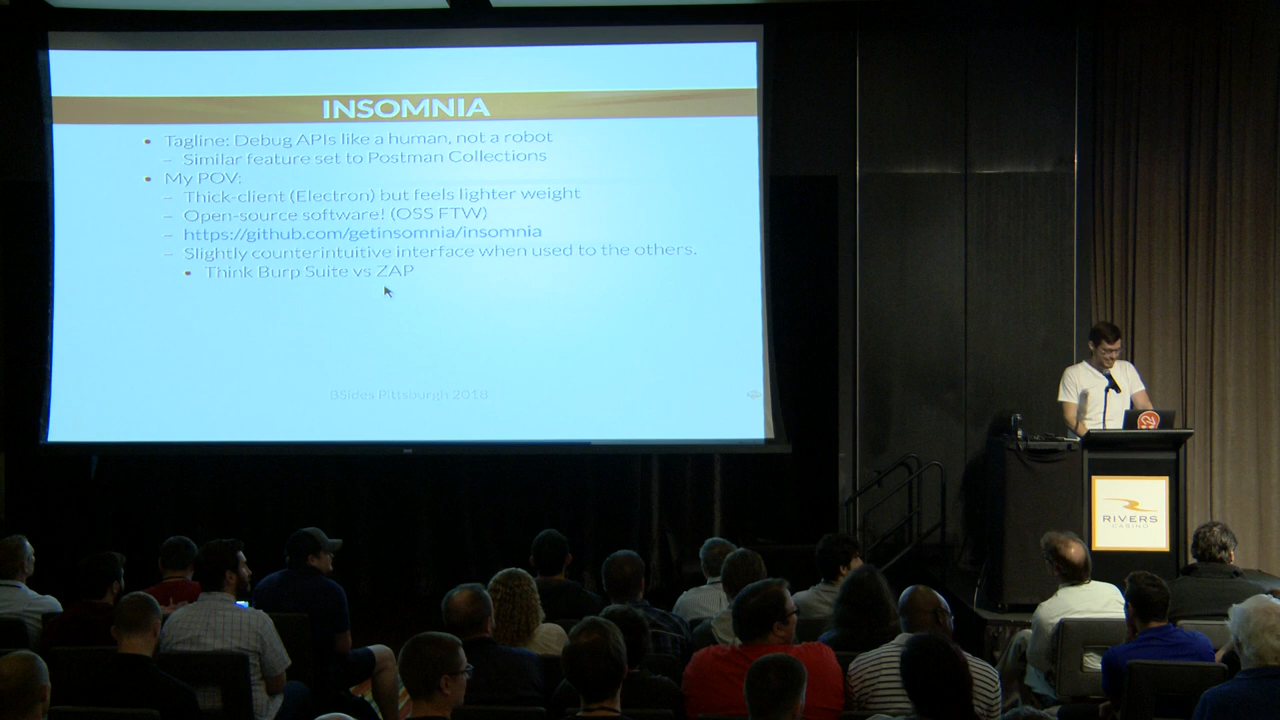 INSOMNIA
• Tagline: Debug APIs like a human, not a robot
– Similar feature set to Postman Collections
• My POV:
– Thick-client (Electron) but feels lighter weight
– Open-source software! (OSS FTW)
– https://github.com/getinsomnia/insomnia
– Slightly counterintuitive interface when used to the others.
• Think Burp Suite vs ZAP
BSides Pittsburgh 2018
RIVERS
CASINO